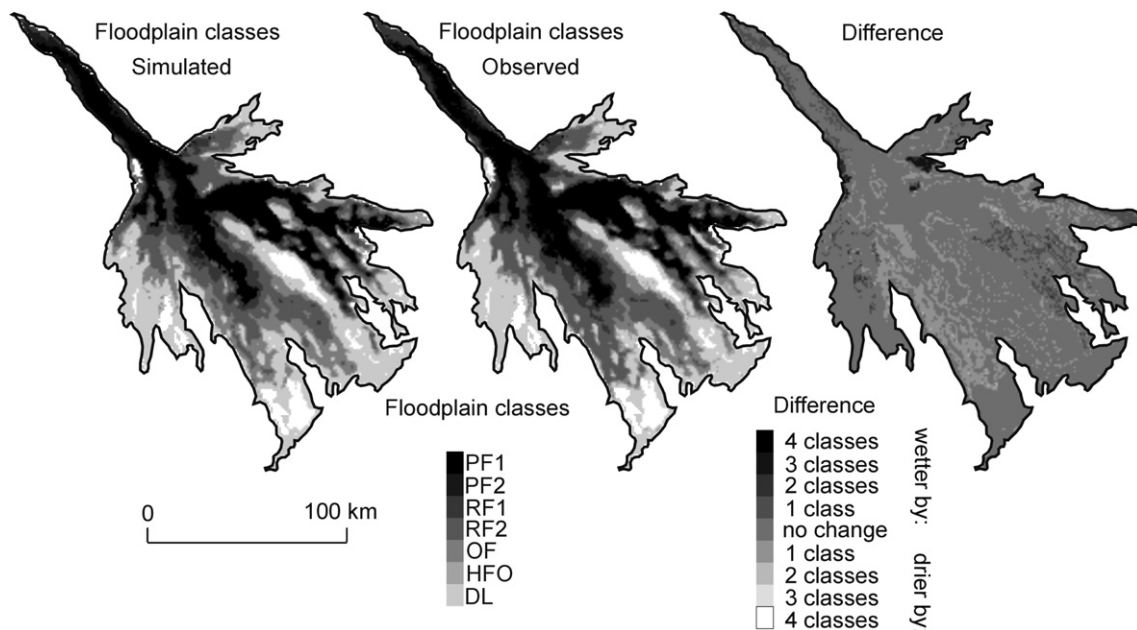 Floodplain classes
Simulated
Floodplain classes
Observed
Difference
Floodplain classes
PF1
PF2
RF1
RF2
OF
HFO
DL
0 100 km
Difference
4 classes
3 classes
2 classes
1 class
no change
1 class
2 classes
3 classes
4 classes
wetter by:
drier by